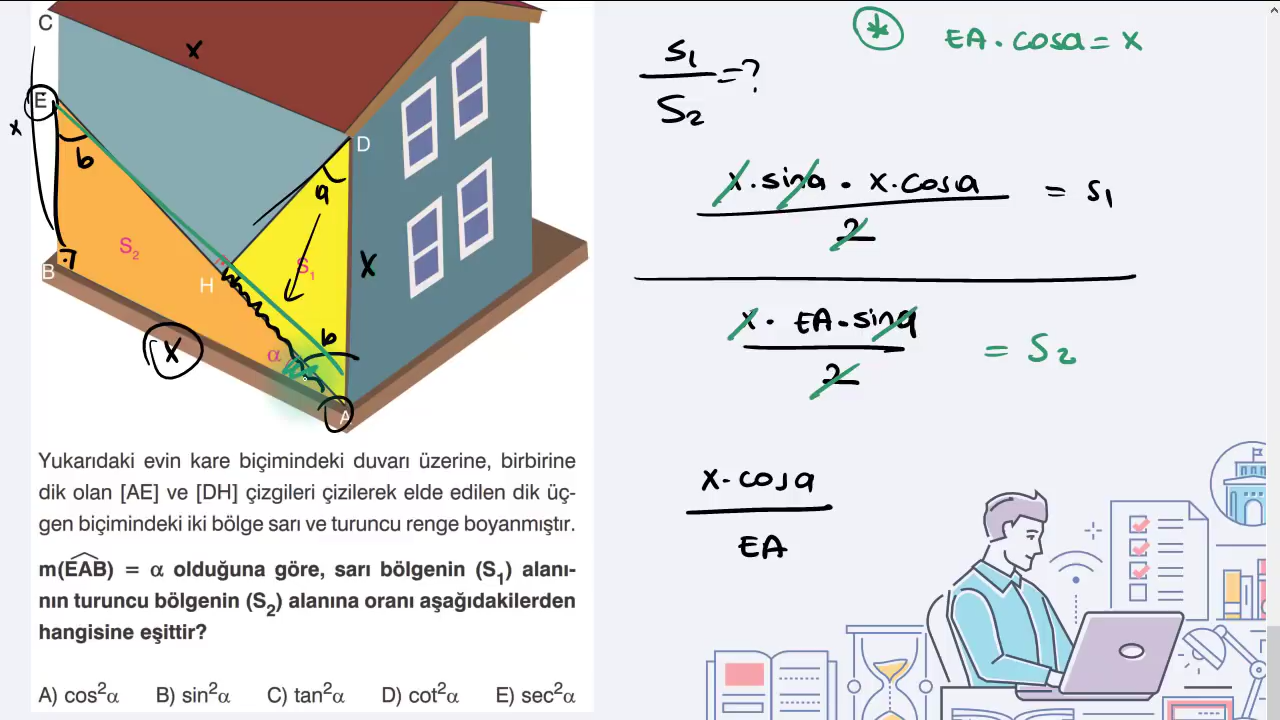 C
x
E
x
b
D
a
S₂
S₁
x
B
H
b
α
x
A
Yukarıdaki evin kare biçimindeki duvarı üzerine, birbirine
dik olan [AE] ve [DH] çizgileri çizilerek elde edilen dik üç-
gen biçimindeki iki bölge sarı ve turuncu renge boyanmıştır.
m(EÂB) = α olduğuna göre, sarı bölgenin (S₁) alanı-
nın turuncu bölgenin (S₂) alanına oranı aşağıdakilerden
hangisine eşittir?
A) cos²α B) sin²α C) tan²α D) cot²α E) sec²α
* EA · cosa = x
S₁
S₂ = ?
x · sina · x · cosa
2
= S₁
x · EA · sina
2
= S₂
x · cosa
EA